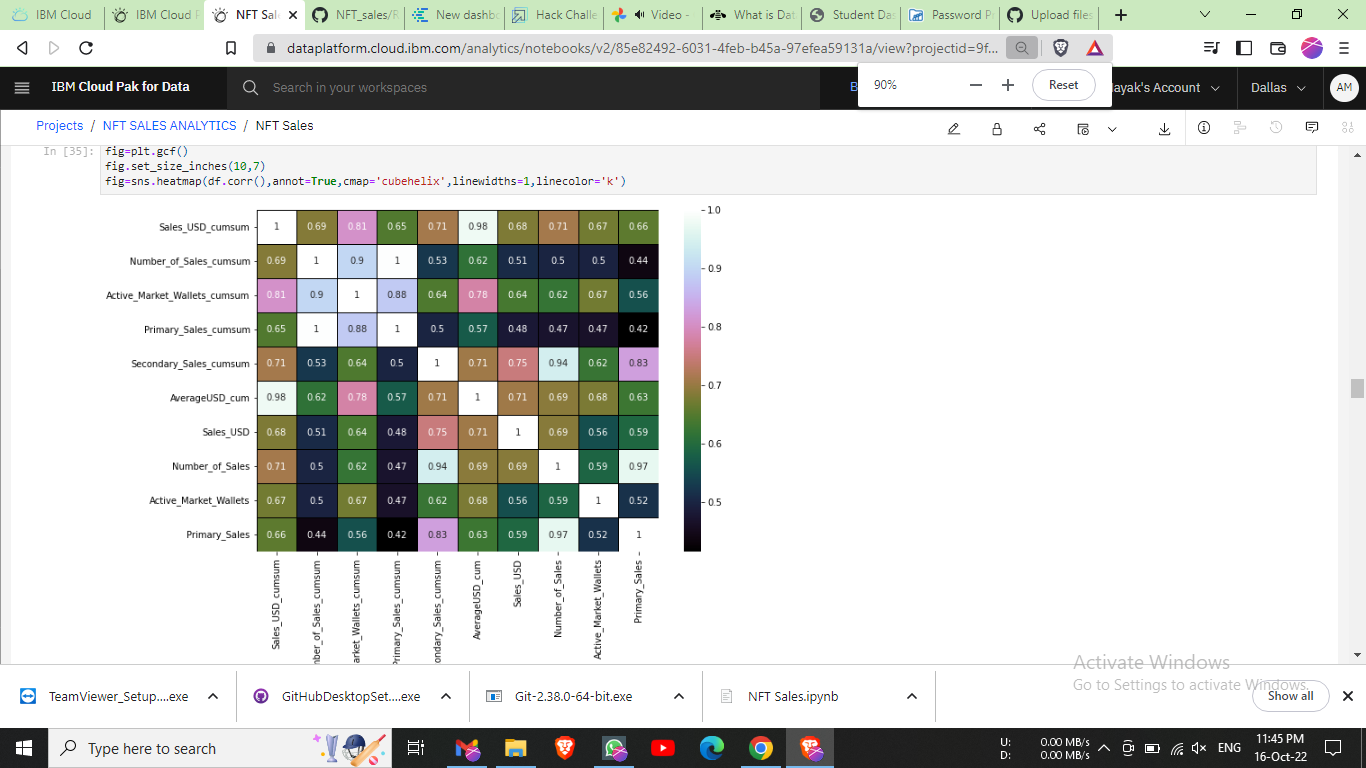 IBM Cloud
IBM Cloud P
NFT Sal
NFT_sales/R
New dashbo
Hack Challe
Video -
What is Dat
Student Das
Password Pr
Upload files
dataplatform.cloud.ibm.com/analytics/notebooks/v2/85e82492-6031-4feb-b45a-97efea59131a/view?projectid=9f...
90%
Reset
IBM Cloud Pak for Data
Search in your workspaces
B
ayak's Account
Dallas
AM
Projects / NFT SALES ANALYTICS / NFT Sales
In [35]: fig=plt.gcf()
fig.set_size_inches(10,7)
fig=sns.heatmap(df.corr(),annot=True,cmap='cubehelix',linewidths=1,linecolor='k')
Sales_USD_cumsum 1 0.69 0.81 0.65 0.71 0.98 0.68 0.71 0.67 0.66
Number_of_Sales_cumsum 0.69 1 0.9 1 0.53 0.62 0.51 0.5 0.5 0.44
Active_Market_Wallets_cumsum 0.81 0.9 1 0.88 0.64 0.78 0.64 0.62 0.67 0.56
Primary_Sales_cumsum 0.65 1 0.88 1 0.5 0.57 0.48 0.47 0.47 0.42
Secondary_Sales_cumsum 0.71 0.53 0.64 0.5 1 0.71 0.75 0.94 0.62 0.83
AverageUSD_cum 0.98 0.62 0.78 0.57 0.71 1 0.71 0.69 0.68 0.63
Sales_USD 0.68 0.51 0.64 0.48 0.75 0.71 1 0.69 0.56 0.59
Number_of_Sales 0.71 0.5 0.62 0.47 0.94 0.69 0.69 1 0.59 0.97
Active_Market_Wallets 0.67 0.5 0.67 0.47 0.62 0.68 0.56 0.59 1 0.52
Primary_Sales 0.66 0.44 0.56 0.42 0.83 0.63 0.59 0.97 0.52 1
1.0
0.9
0.8
0.7
0.6
0.5
Sales_USD_cumsum
mber_of_Sales_cumsum
arket_Wallets_cumsum
Primary_Sales_cumsum
ondary_Sales_cumsum
AverageUSD_cum
Sales_USD
Number_of_Sales
Active_Market_Wallets
Primary_Sales
Activate Windows
Go to Settings to activate Windows.
TeamViewer_Setup....exe
GitHubDesktopSet....exe
Git-2.38.0-64-bit.exe
NFT Sales.ipynb
Show all
Type here to search
U: 0.00 MB/s
D: 0.00 MB/s
ENG
11:45 PM
16-Oct-22